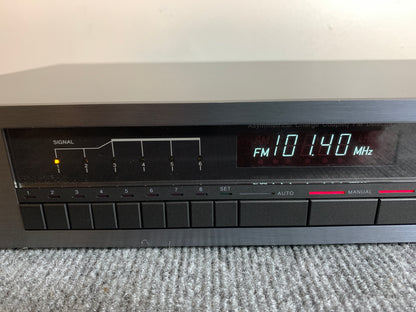 SIGNAL
1 2 3 4 5 6
FM 101.40 MHz
1 2 3 4 5 6 7 8 SET AUTO MANUAL